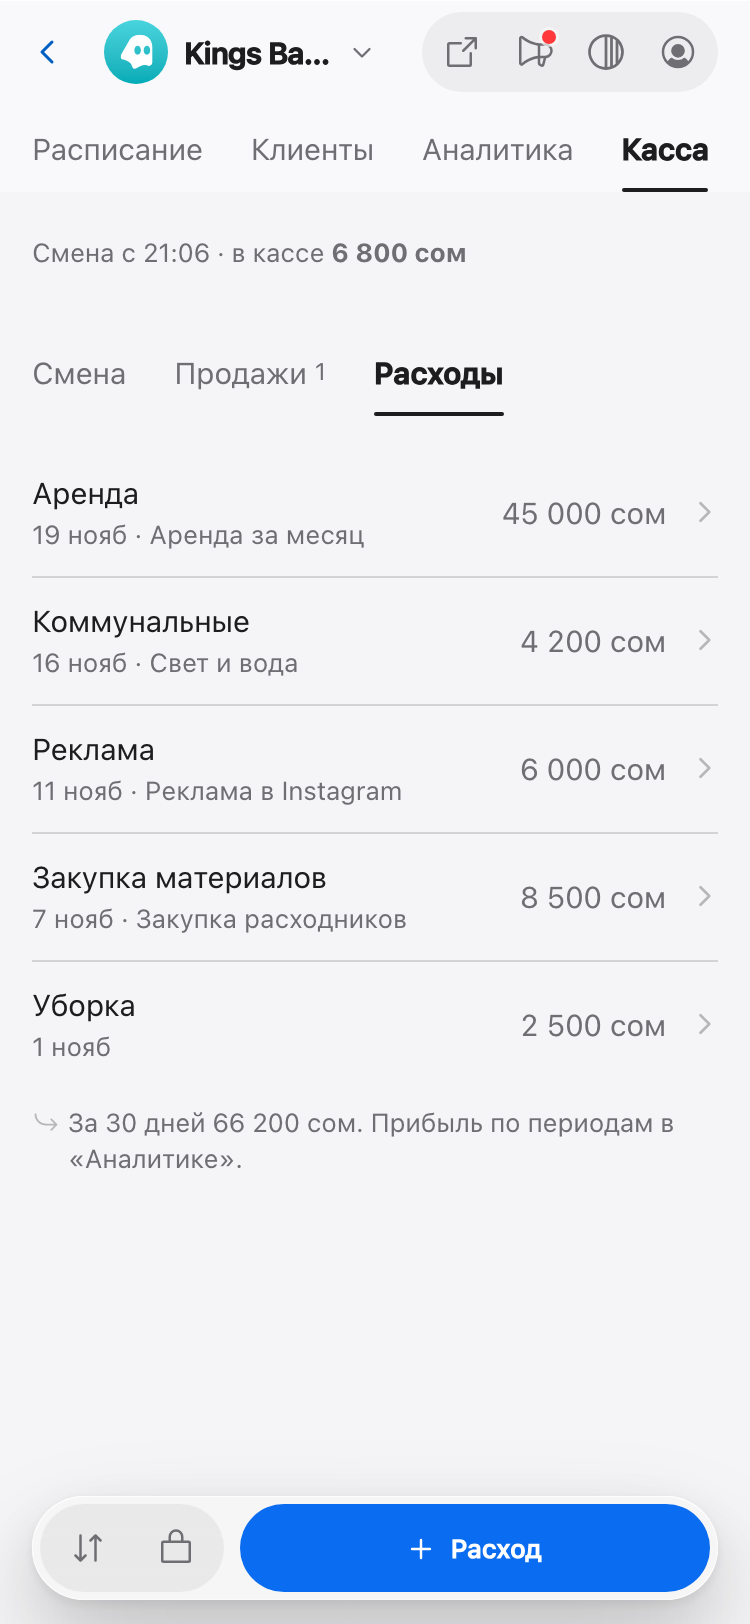 Kings Ba...
Расписание Клиенты Аналитика Касса
Смена с 21:06 · в кассе 6 800 сом
Смена Продажи 1 Расходы
Аренда
19 нояб · Аренда за месяц
45 000 сом
Коммунальные
16 нояб · Свет и вода
4 200 сом
Реклама
11 нояб · Реклама в Instagram
6 000 сом
Закупка материалов
7 нояб · Закупка расходников
8 500 сом
Уборка
1 нояб
2 500 сом
За 30 дней 66 200 сом. Прибыль по периодам в
«Аналитике».
+ Расход